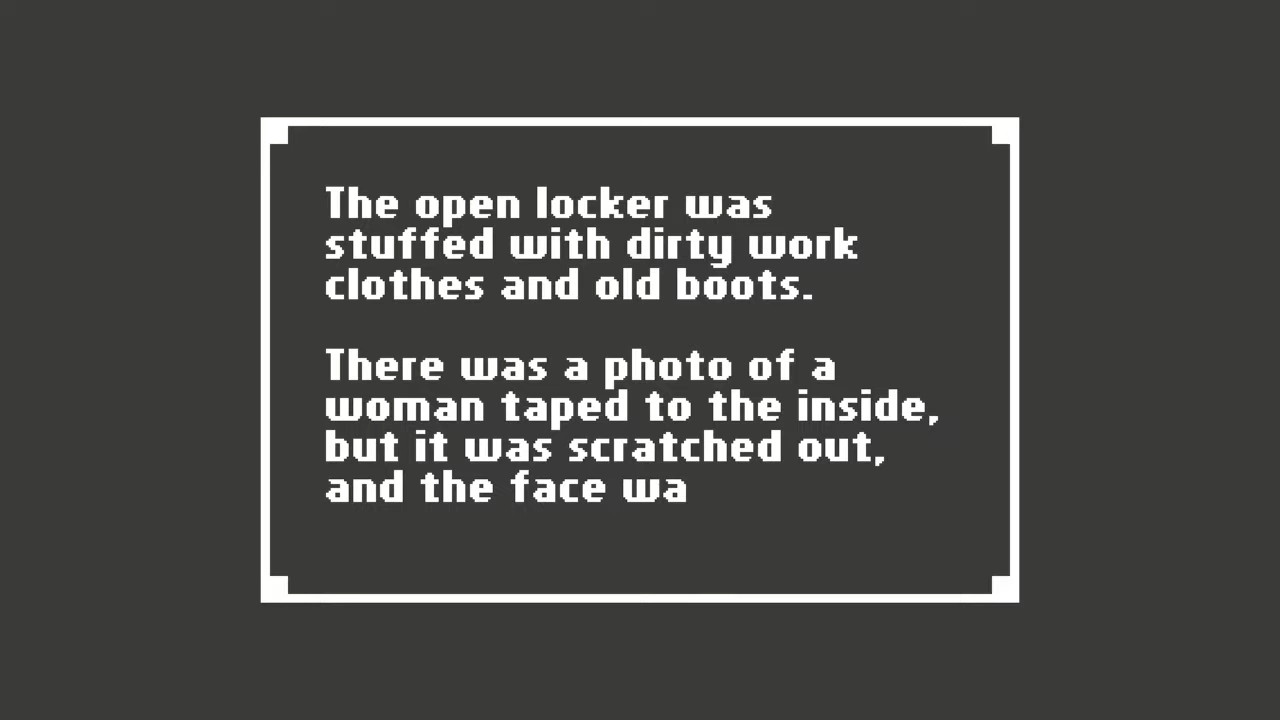 The open locker was
stuffed with dirty work
clothes and old boots.
There was a photo of a
woman taped to the inside,
but it was scratched out,
and the face wa